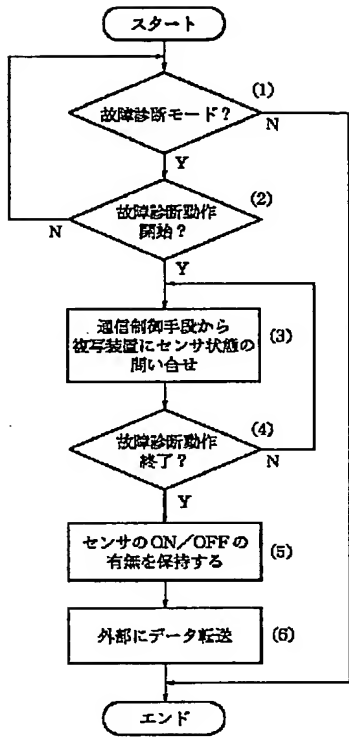 スタート
(1)
故障診断モード？
N
Y
(2)
故障診断動作
開始？
N
Y
通信制御手段から
複写装置にセンサ状態の
問い合せ
(3)
(4)
故障診断動作
終了？
N
Y
センサのON／OFFの
有無を保持する
(5)
外部にデータ転送
(6)
エンド